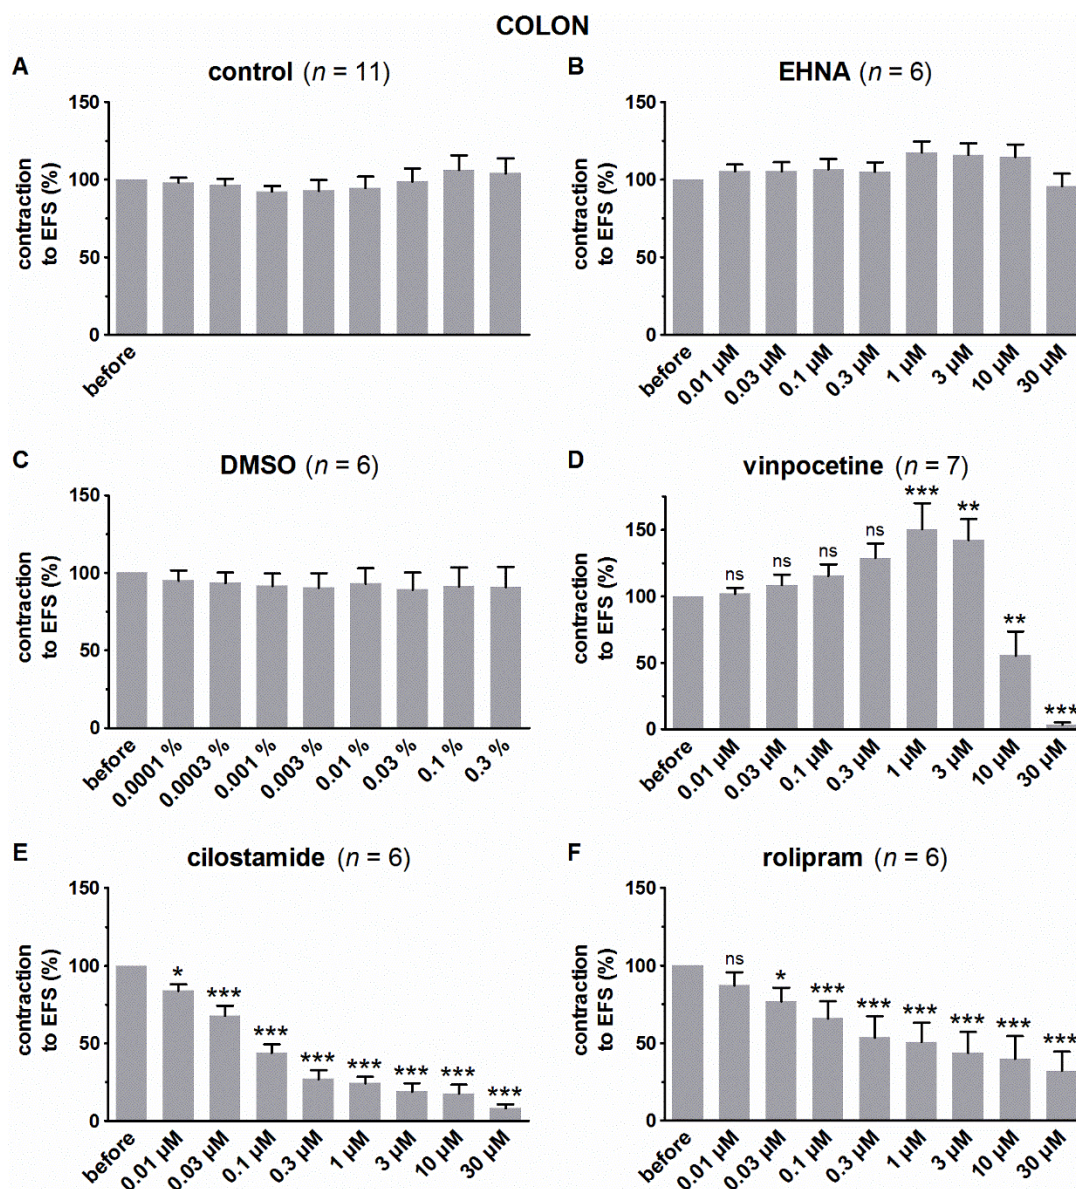 COLON
A
control (n = 11)
contraction
to EFS (%)
150
100
50
0
before
B
EHNA (n = 6)
contraction
to EFS (%)
150
100
50
0
before
0.01 µM
0.03 µM
0.1 µM
0.3 µM
1 µM
3 µM
10 µM
30 µM
C
DMSO (n = 6)
contraction
to EFS (%)
150
100
50
0
before
0.0001 %
0.0003 %
0.001 %
0.003 %
0.01 %
0.03 %
0.1 %
0.3 %
D
vinpocetine (n = 7)
contraction
to EFS (%)
150
100
50
0
ns
ns
ns
ns
***
**
**
***
before
0.01 µM
0.03 µM
0.1 µM
0.3 µM
1 µM
3 µM
10 µM
30 µM
E
cilostamide (n = 6)
contraction
to EFS (%)
150
100
50
0
*
***
***
***
***
***
***
***
before
0.01 µM
0.03 µM
0.1 µM
0.3 µM
1 µM
3 µM
10 µM
30 µM
F
rolipram (n = 6)
contraction
to EFS (%)
150
100
50
0
ns
*
***
***
***
***
***
***
before
0.01 µM
0.03 µM
0.1 µM
0.3 µM
1 µM
3 µM
10 µM
30 µM